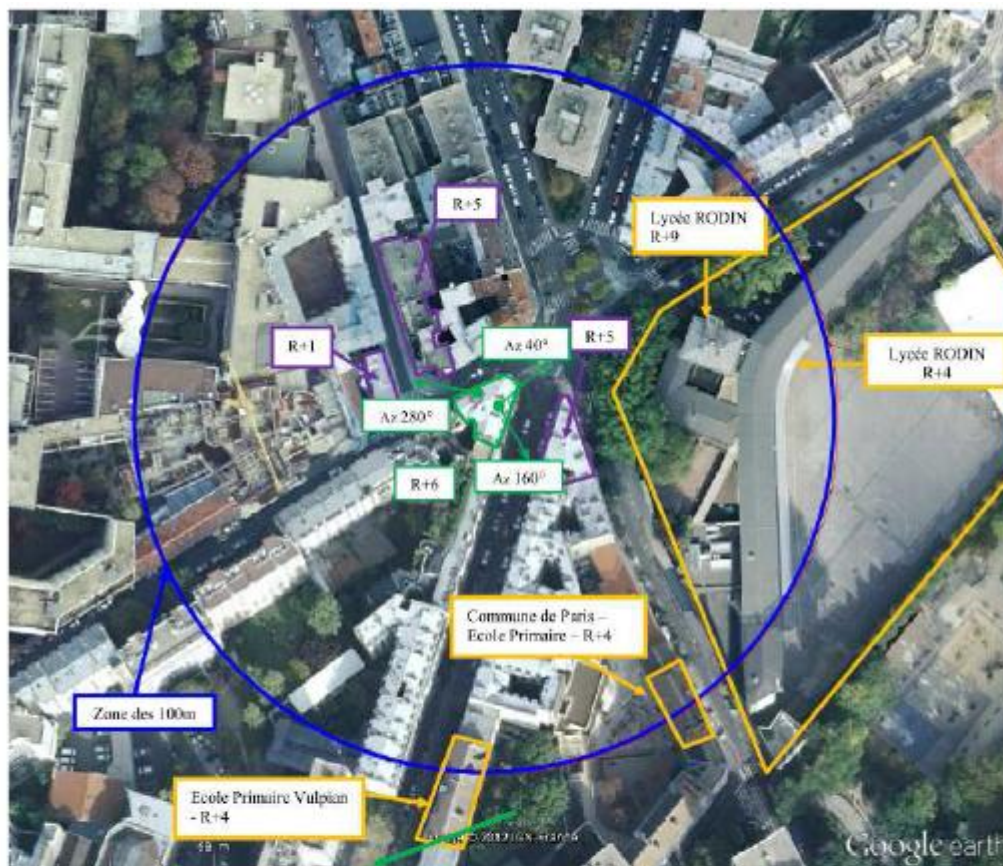 R+5
Lycée RODIN
R+9
R+1
Az 40°
R+5
Lycée RODIN
R+4
Az 280°
R+6
Az 160°
Commune de Paris –
Ecole Primaire – R+4
Zone des 100m
Ecole Primaire Vulpian
- R+4
Google earth